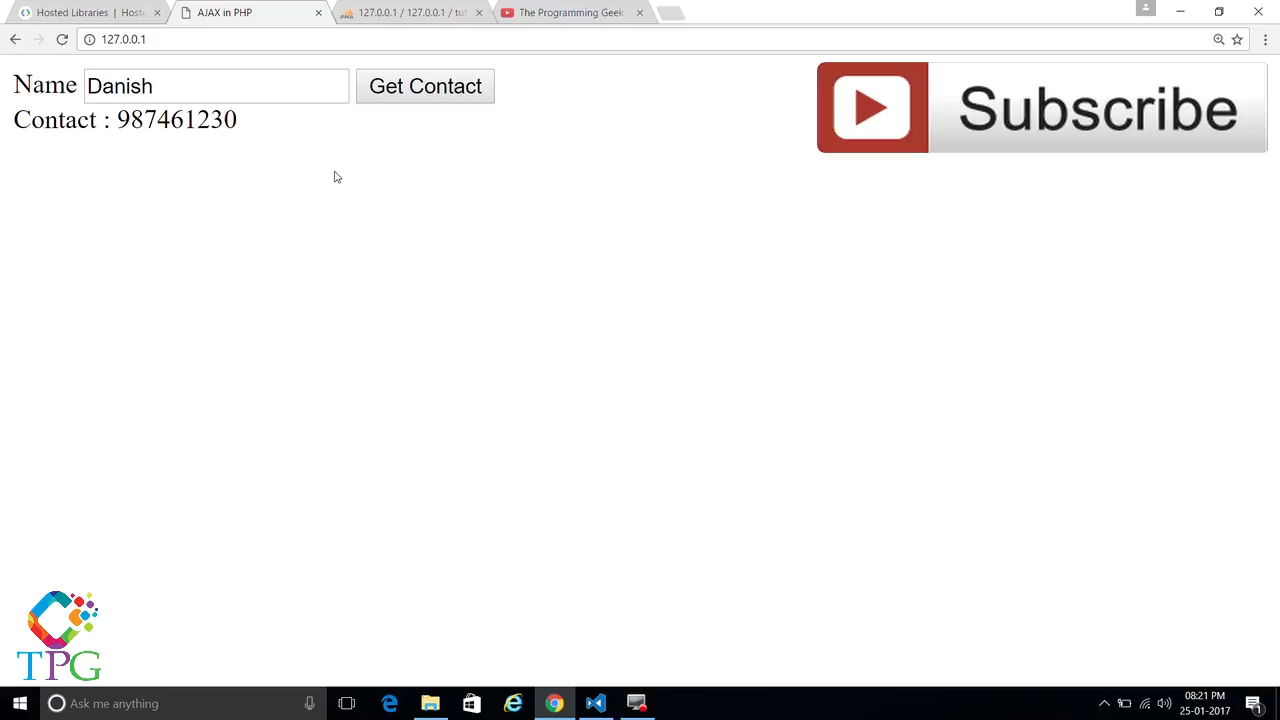 Hosted Libraries | Hoste
AJAX in PHP
127.0.0.1 / 127.0.0.1 / tut
The Programming Geek
127.0.0.1
Name Danish Get Contact
Contact : 987461230
Subscribe
TPG
Ask me anything
08:21 PM
25-01-2017
1